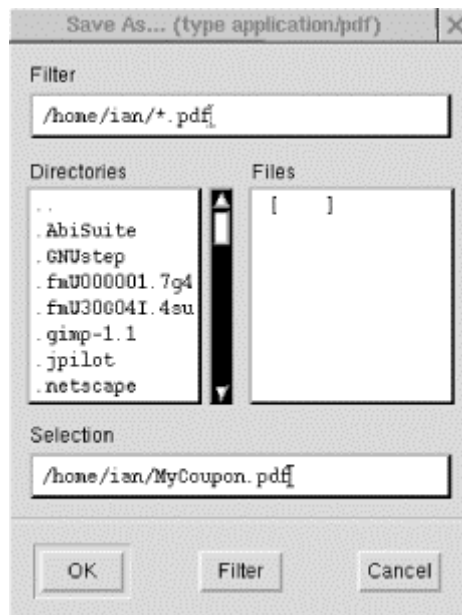 Save As... (type application/pdf)
Filter
/home/ian/*.pdf
Directories
Files
..
[ ]
.AbiSuite
.GNUstep
.fmU000001.7g4
.fmU30G04I.4su
.gimp-1.1
.jpilot
.netscape
Selection
/home/ian/MyCoupon.pdf
OK
Filter
Cancel